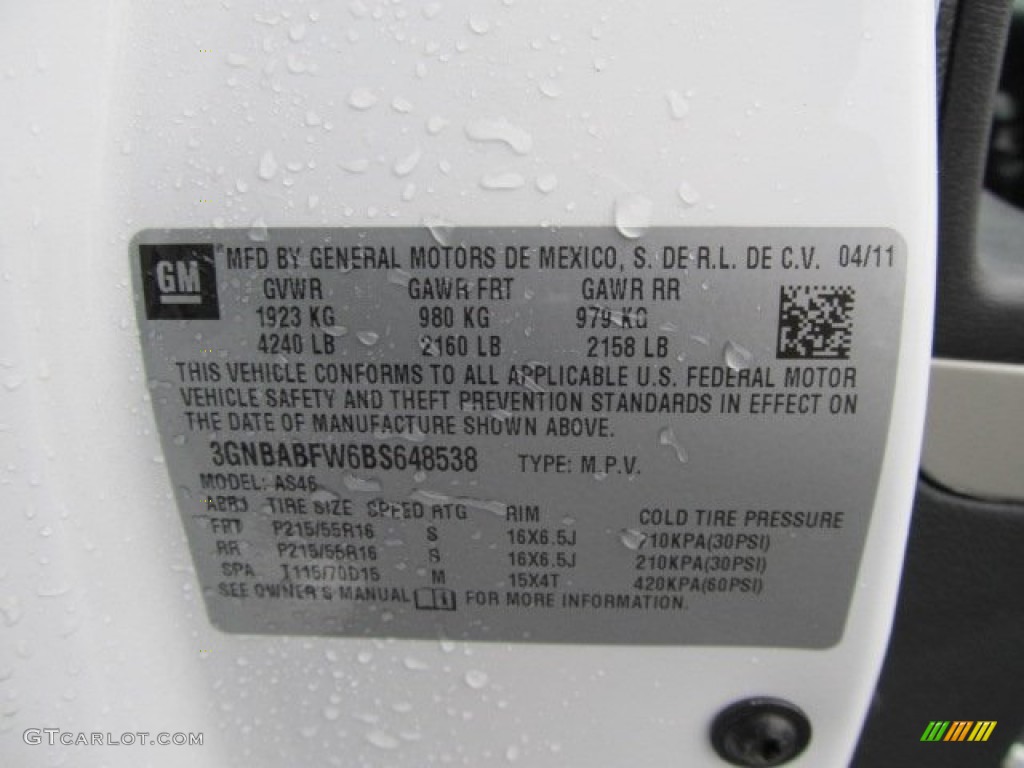 GM ® MFD BY GENERAL MOTORS DE MEXICO, S. DE R.L. DE C.V. 04/11
GVWR GAWR FRT GAWR RR
1923 KG 980 KG 979 KG
4240 LB 2160 LB 2158 LB
THIS VEHICLE CONFORMS TO ALL APPLICABLE U.S. FEDERAL MOTOR
VEHICLE SAFETY AND THEFT PREVENTION STANDARDS IN EFFECT ON
THE DATE OF MANUFACTURE SHOWN ABOVE.
3GNBABFW6BS648538 TYPE: M.P.V.
MODEL: AS46
TIRE SIZE SPEED RTG RIM COLD TIRE PRESSURE
FRT P215/55R16 S 16X6.5J 210KPA(30PSI)
RR P215/55R16 S 16X6.5J 210KPA(30PSI)
SPA T115/70D15 M 15X4T 420KPA(60PSI)
SEE OWNER'S MANUAL FOR MORE INFORMATION.
GTCARLOT.COM